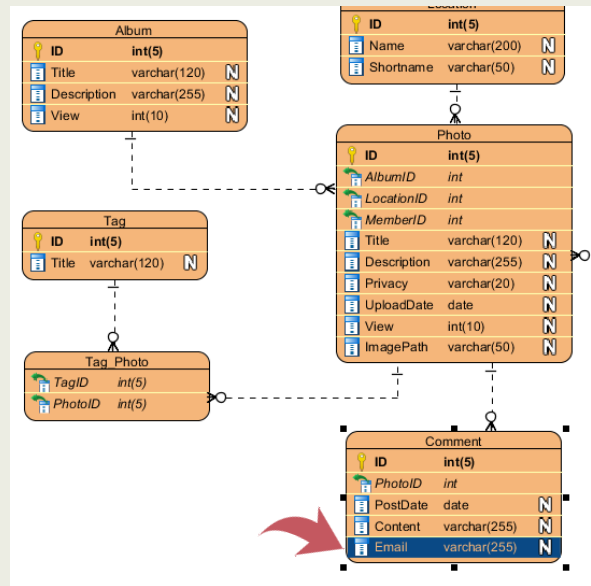 Album
ID int(5)
Title varchar(120) N
Description varchar(255) N
View int(10) N
Location
ID int(5)
Name varchar(200) N
Shortname varchar(50) N
Photo
ID int(5)
AlbumID int
LocationID int
MemberID int
Title varchar(120) N
Description varchar(255) N
Privacy varchar(20) N
UploadDate date N
View int(10) N
ImagePath varchar(50) N
Tag
ID int(5)
Title varchar(120) N
Tag_Photo
TagID int(5)
PhotoID int(5)
Comment
ID int(5)
PhotoID int
PostDate date N
Content varchar(255) N
Email varchar(255) N